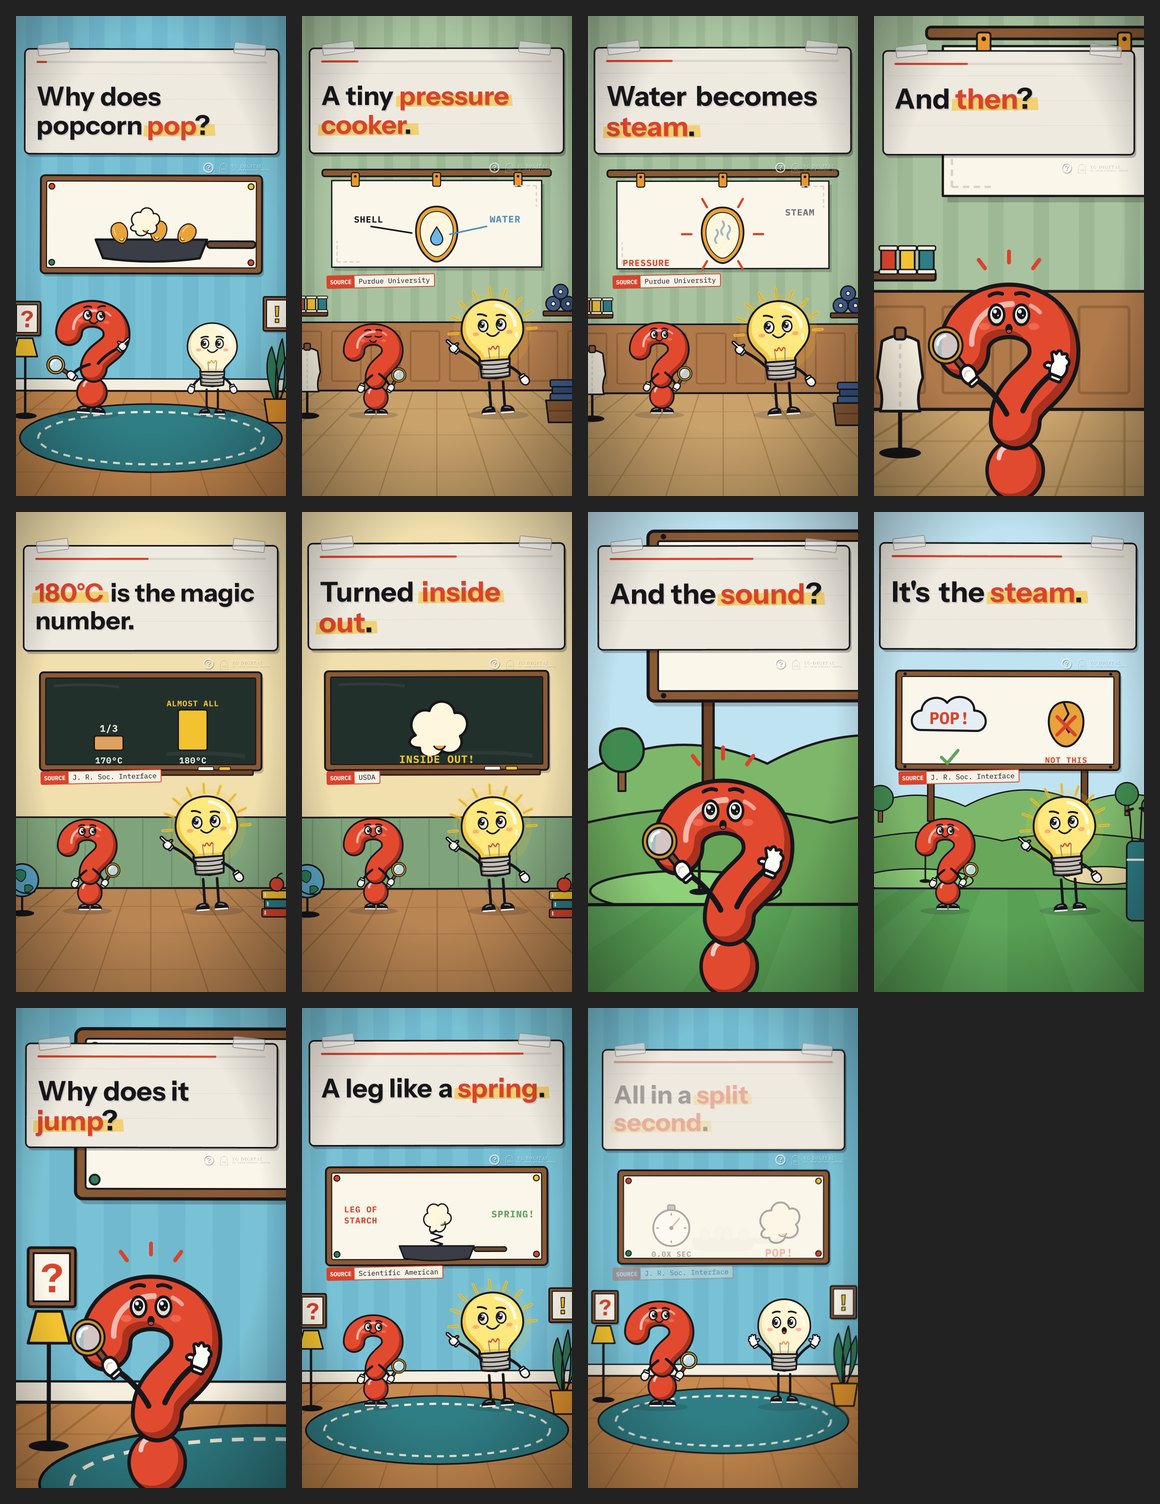 Why does
popcorn pop?
?
!
A tiny pressure
cooker.
SHELL
WATER
SOURCE Purdue University
Water becomes
steam.
STEAM
PRESSURE
SOURCE Purdue University
And then?
180°C is the magic
number.
ALMOST ALL
1/3
170°C 180°C
SOURCE J. R. Soc. Interface
Turned inside
out.
INSIDE OUT!
SOURCE USDA
And the sound?
It's the steam.
POP!
NOT THIS
SOURCE J. R. Soc. Interface
Why does it
jump?
?
A leg like a spring.
LEG OF
STARCH
SPRING!
SOURCE Scientific American
?
!
All in a split
second.
0.0X SEC
POP!
SOURCE J. R. Soc. Interface
?
!